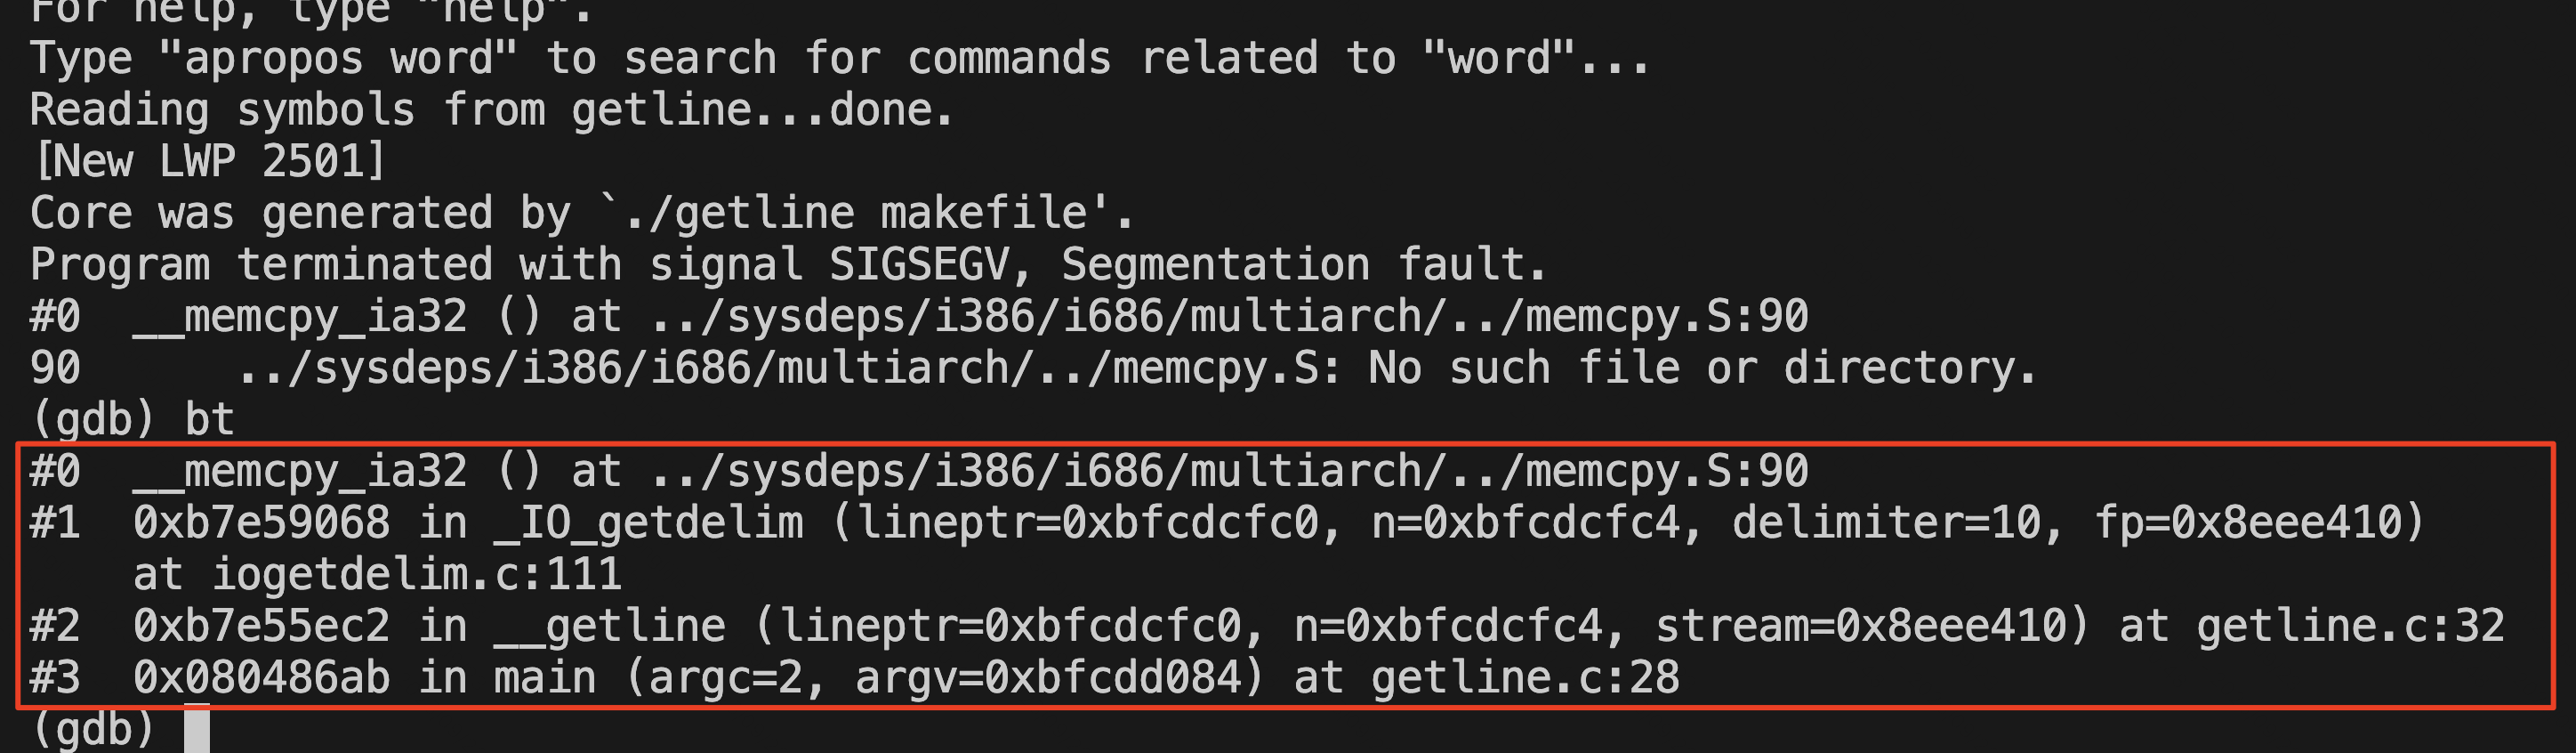 For help, type "help".
Type "apropos word" to search for commands related to "word"...
Reading symbols from getline...done.
[New LWP 2501]
Core was generated by `./getline makefile'.
Program terminated with signal SIGSEGV, Segmentation fault.
#0  __memcpy_ia32 () at ../sysdeps/i386/i686/multiarch/../memcpy.S:90
90      ../sysdeps/i386/i686/multiarch/../memcpy.S: No such file or directory.
(gdb) bt
#0  __memcpy_ia32 () at ../sysdeps/i386/i686/multiarch/../memcpy.S:90
#1  0xb7e59068 in _IO_getdelim (lineptr=0xbfcdcfc0, n=0xbfcdcfc4, delimiter=10, fp=0x8eee410)
    at iogetdelim.c:111
#2  0xb7e55ec2 in __getline (lineptr=0xbfcdcfc0, n=0xbfcdcfc4, stream=0x8eee410) at getline.c:32
#3  0x080486ab in main (argc=2, argv=0xbfcdd084) at getline.c:28
(gdb)